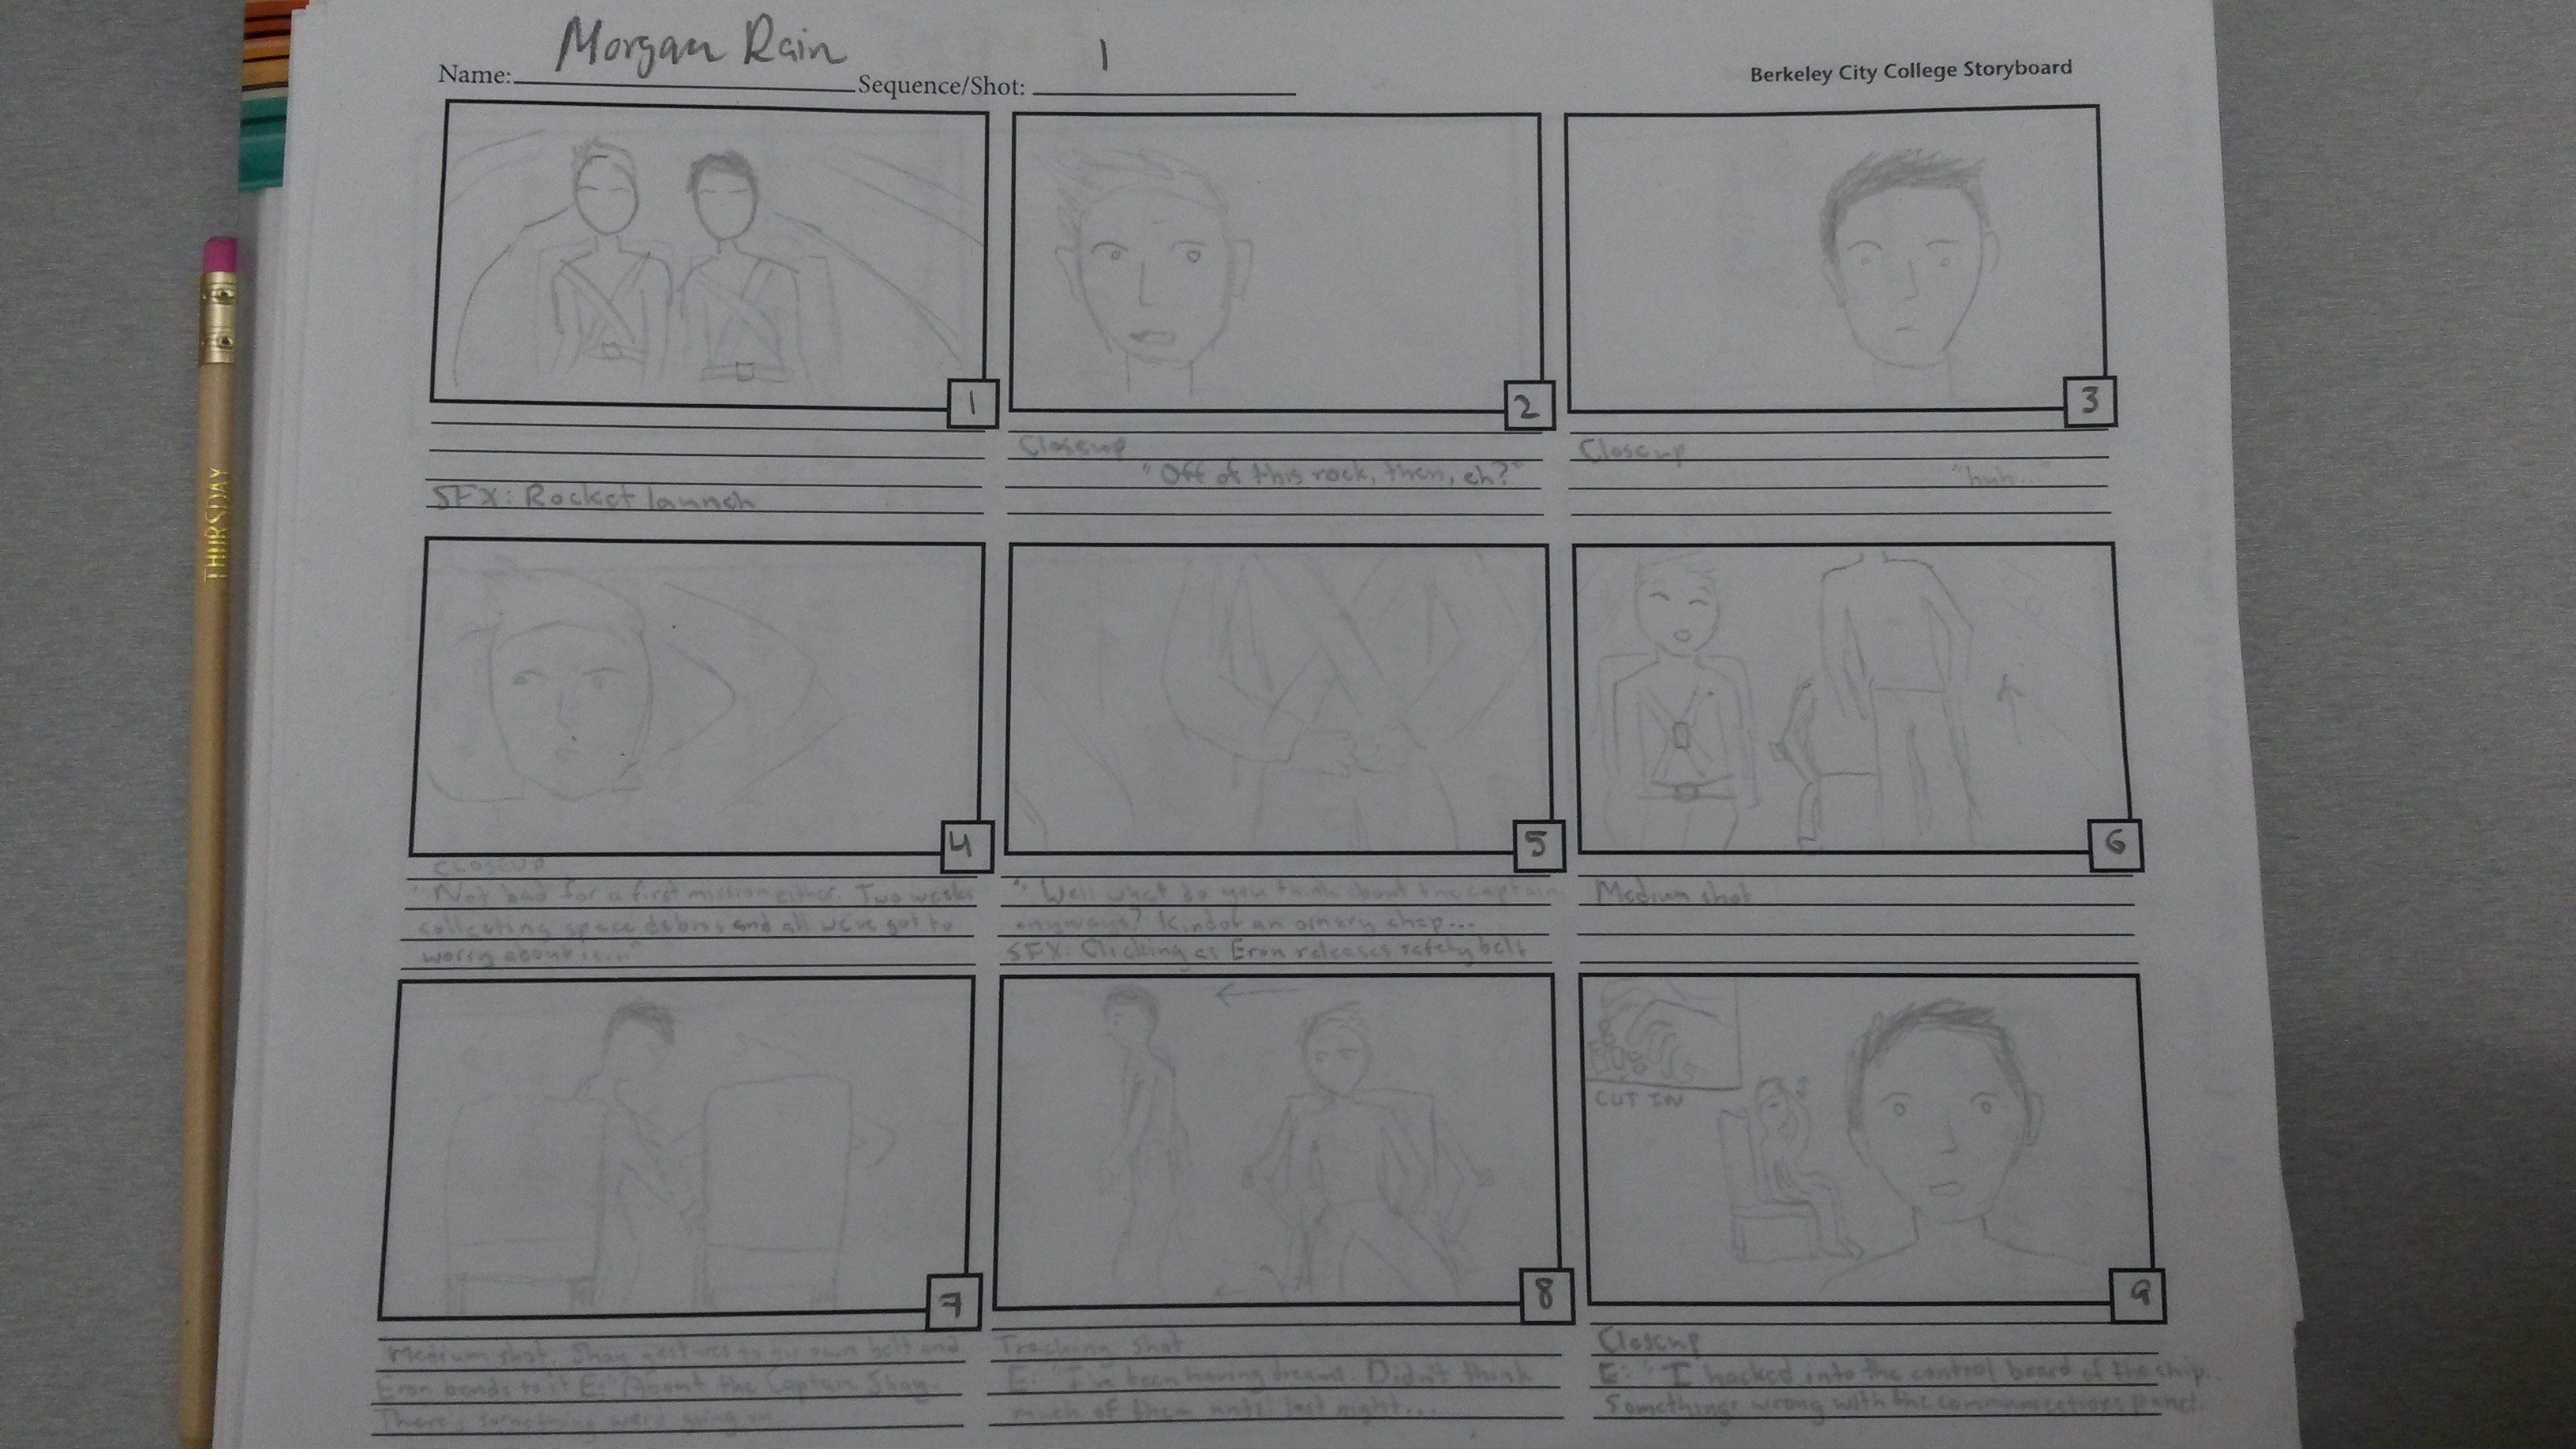 Morgan Rain
Name: Sequence/Shot: 1
Berkeley City College Storyboard
1
2
3
SFX: Rocket launch
Closeup
"Off of this rock, then, eh?"
Closeup
"huh..."
4
5
6
CLOSEUP
"Not bad for a first mission either. Two weeks
collecting space debris and all we've got to
worry about is...."
"Well what do you think about the captain
anyways? Kindof an ornery chap...
SFX: Clicking as Eron releases safety belt
Medium shot
CUT IN
7
8
9
Medium shot. Shay gestures to his own belt and
Eron bends to it E: "About the Captain Shay.
There's something weird going on
Tracking shot
E: "I've been having dreams. Didn't think
much of them until last night...
Closeup
E: "I hacked into the control board of the ship.
Something's wrong with the communications panel.
THURSDAY